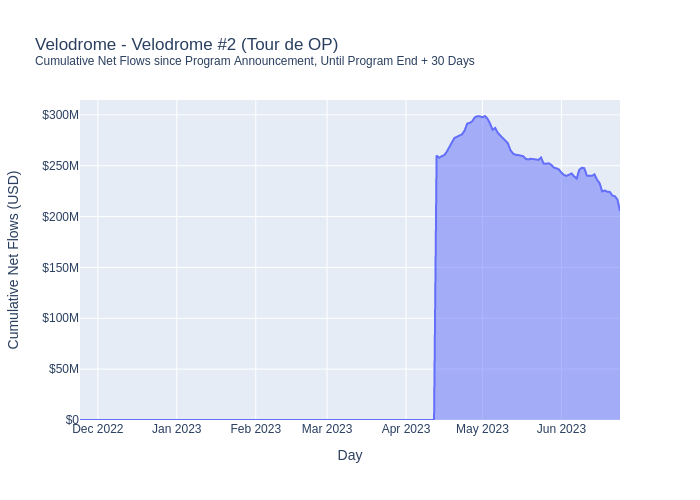 Velodrome - Velodrome #2 (Tour de OP)
Cumulative Net Flows since Program Announcement, Until Program End + 30 Days
$300M
$250M
$200M
$150M
$100M
$50M
$0
Cumulative Net Flows (USD)
Dec 2022 Jan 2023 Feb 2023 Mar 2023 Apr 2023 May 2023 Jun 2023
Day